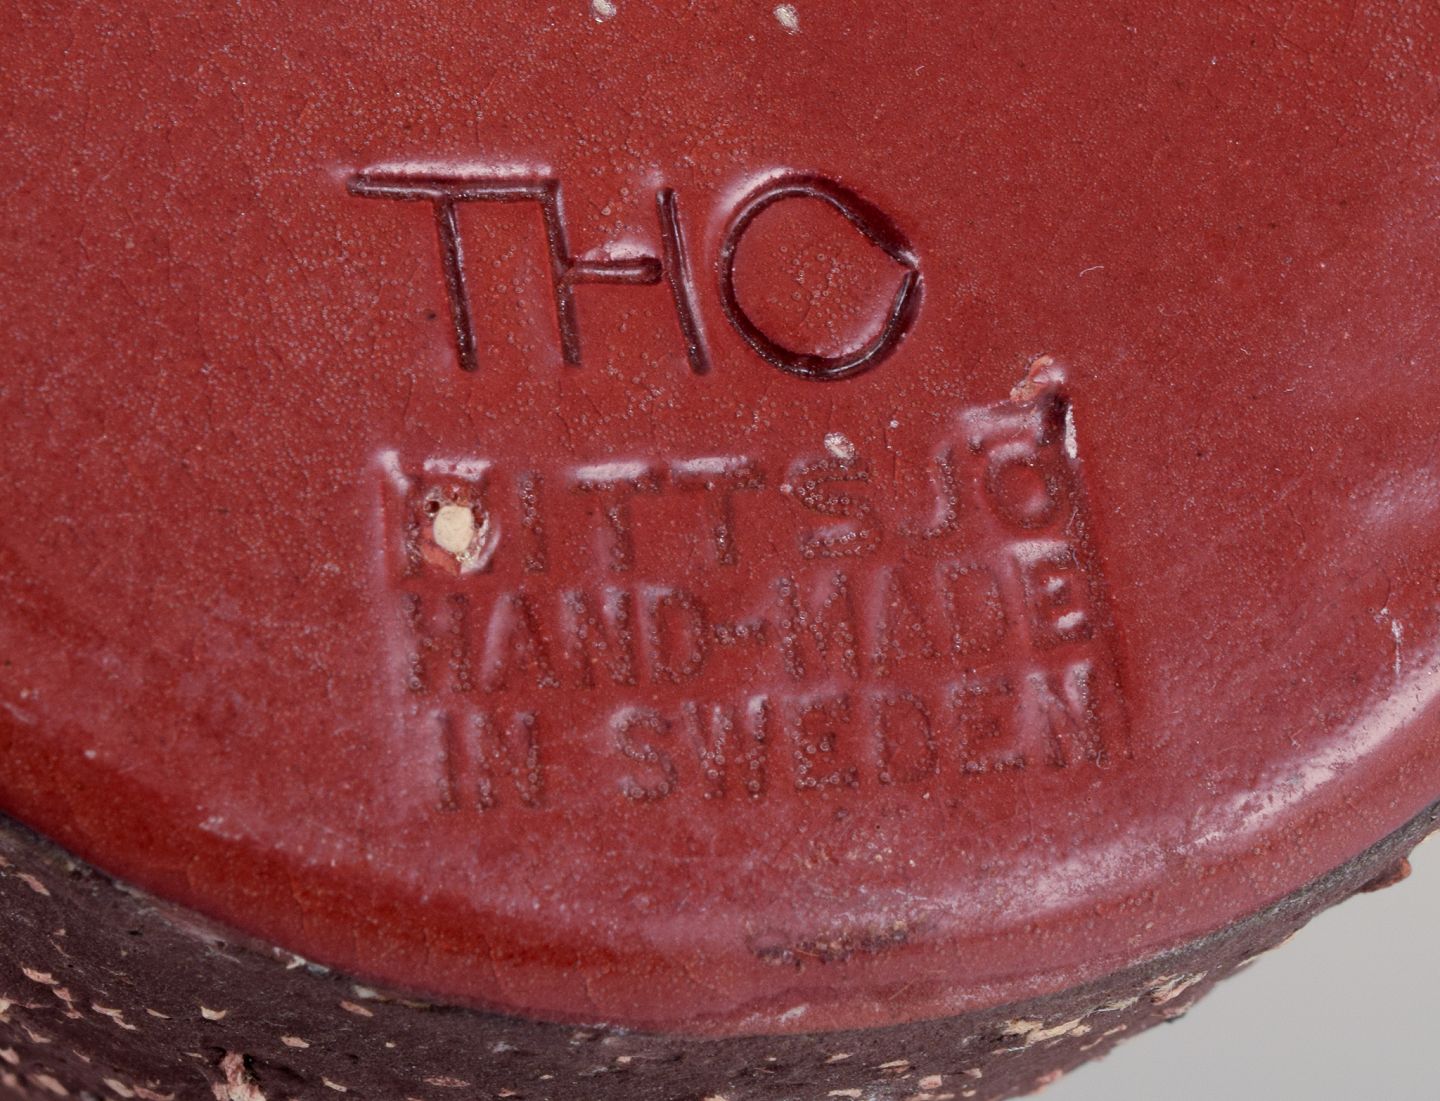 THO
NITTSJÖ
HAND-MADE
IN SWEDEN